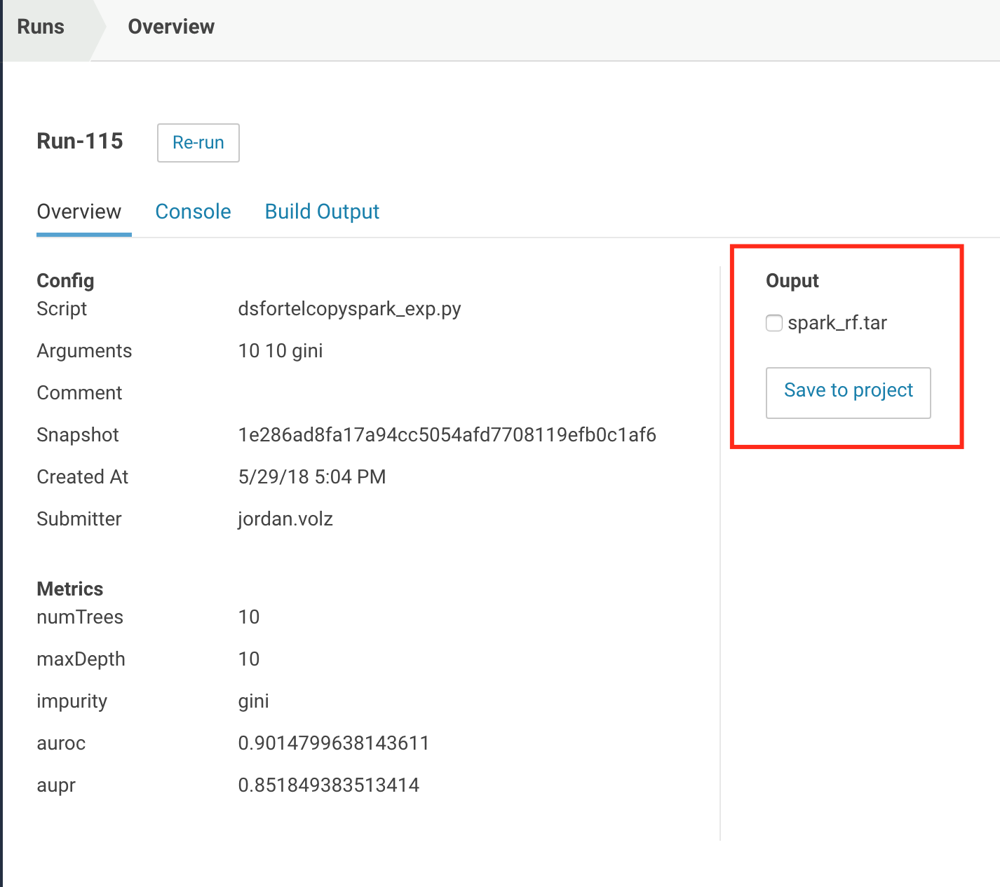 Runs Overview
Run-115 Re-run
Overview Console Build Output
Config
Script dsfortelcopyspark_exp.py
Arguments 10 10 gini
Comment
Snapshot 1e286ad8fa17a94cc5054afd7708119efb0c1af6
Created At 5/29/18 5:04 PM
Submitter jordan.volz
Metrics
numTrees 10
maxDepth 10
impurity gini
auroc 0.9014799638143611
aupr 0.851849383513414
Ouput
spark_rf.tar
Save to project